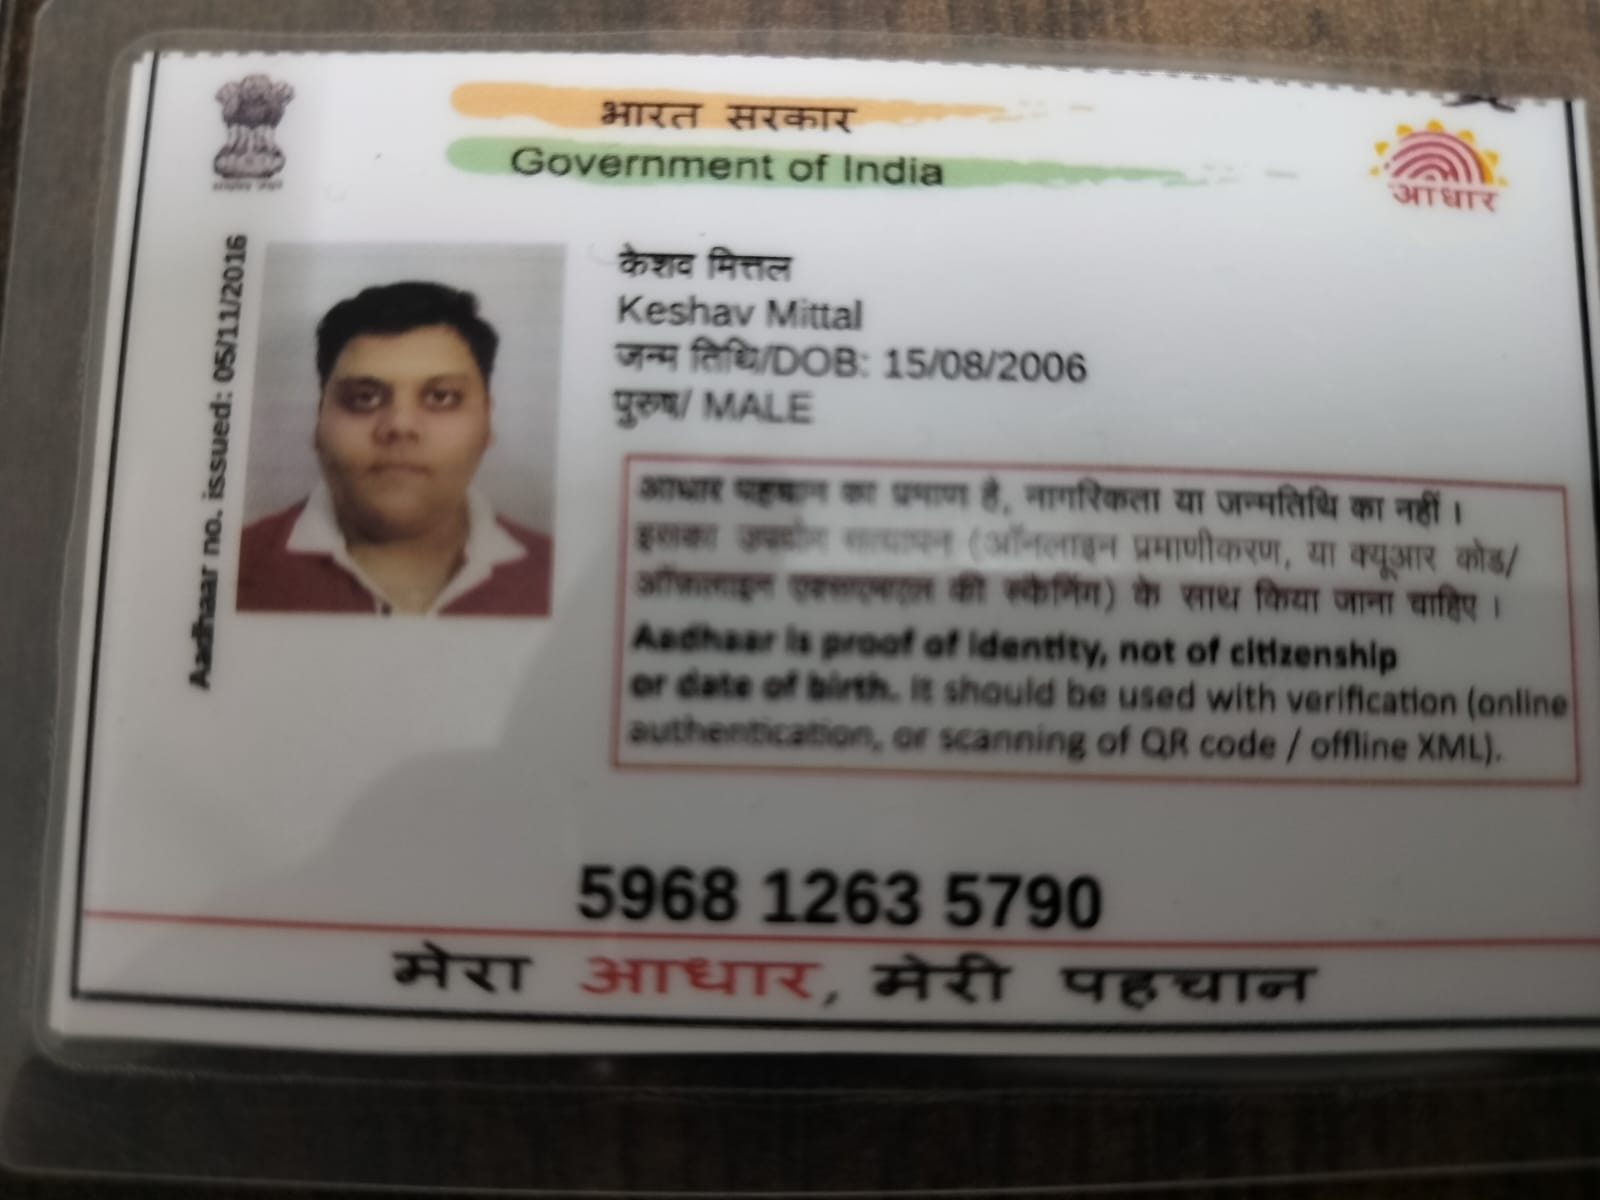 भारत सरकार
Government of India
आधार
Aadhaar no. issued: 05/11/2016
केशव मित्तल
Keshav Mittal
जन्म तिथि/DOB: 15/08/2006
पुरुष/ MALE
आधार पहचान का प्रमाण है, नागरिकता या जन्मतिथि का नहीं ।
इसका उपयोग सत्यापन (ऑनलाइन प्रमाणीकरण, या क्यूआर कोड/
ऑफ़लाइन एक्सएमएल की स्कैनिंग) के साथ किया जाना चाहिए ।
Aadhaar is proof of identity, not of citizenship
or date of birth. It should be used with verification (online
authentication, or scanning of QR code / offline XML).
5968 1263 5790
मेरा आधार, मेरी पहचान